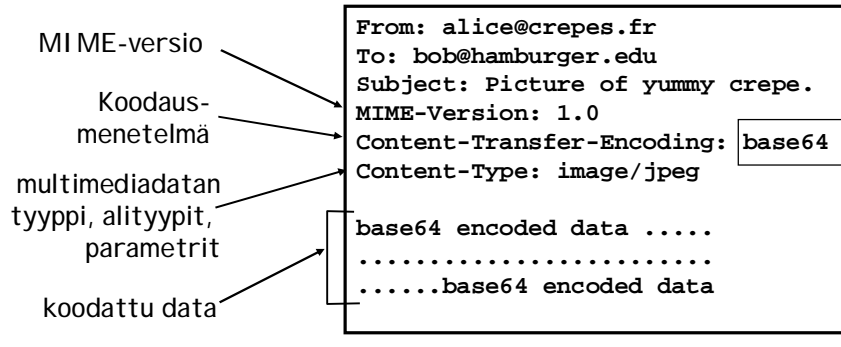 MIME-versio
Koodaus-
menetelmä
multimediadatan
tyyppi, alityypit,
parametrit
koodattu data
From: alice@crepes.fr
To: bob@hamburger.edu
Subject: Picture of yummy crepe.
MIME-Version: 1.0
Content-Transfer-Encoding: base64
Content-Type: image/jpeg
base64 encoded data .....
.........................
......base64 encoded data